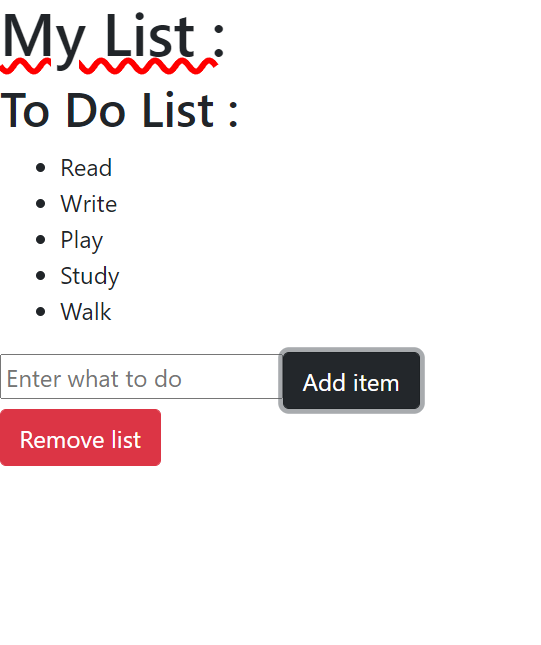 My List :
To Do List :
Read
Write
Play
Study
Walk
Enter what to do
Add item
Remove list